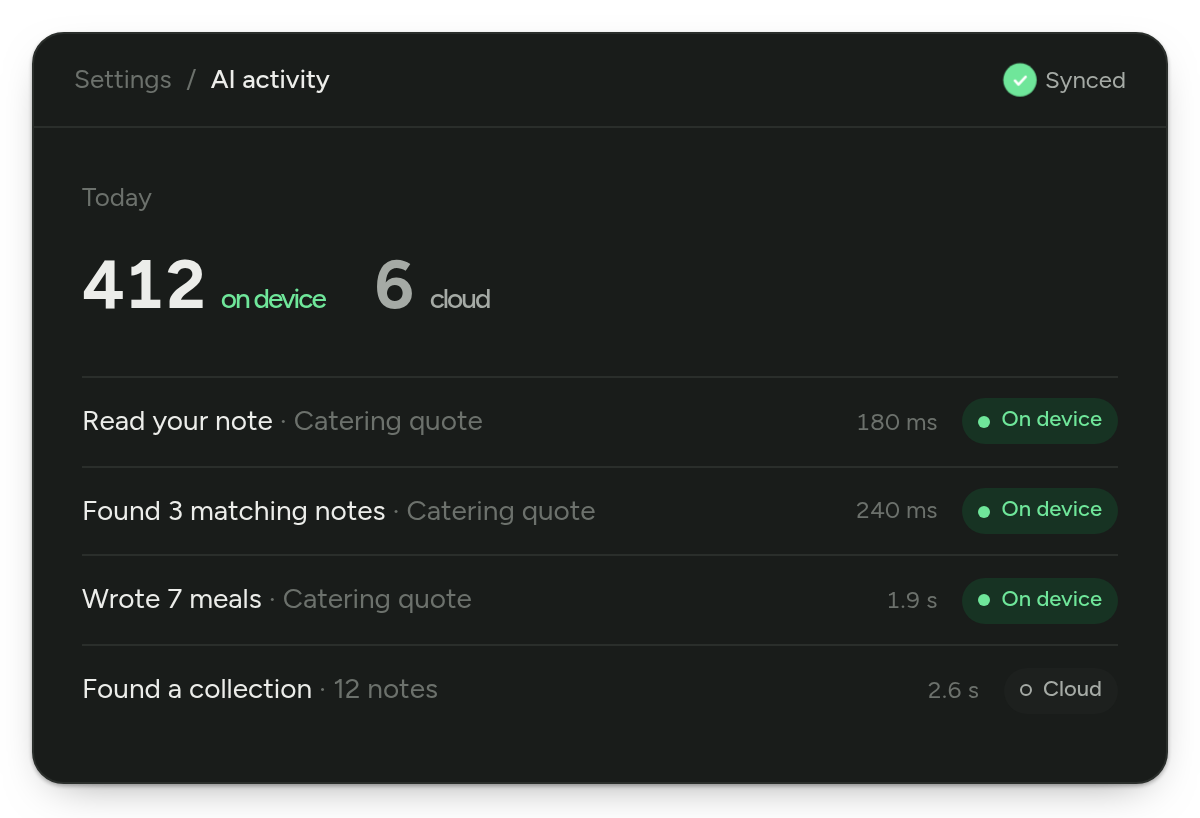 Settings / AI activity
Synced
Today
412 on device 6 cloud
Read your note · Catering quote 180 ms On device
Found 3 matching notes · Catering quote 240 ms On device
Wrote 7 meals · Catering quote 1.9 s On device
Found a collection · 12 notes 2.6 s Cloud